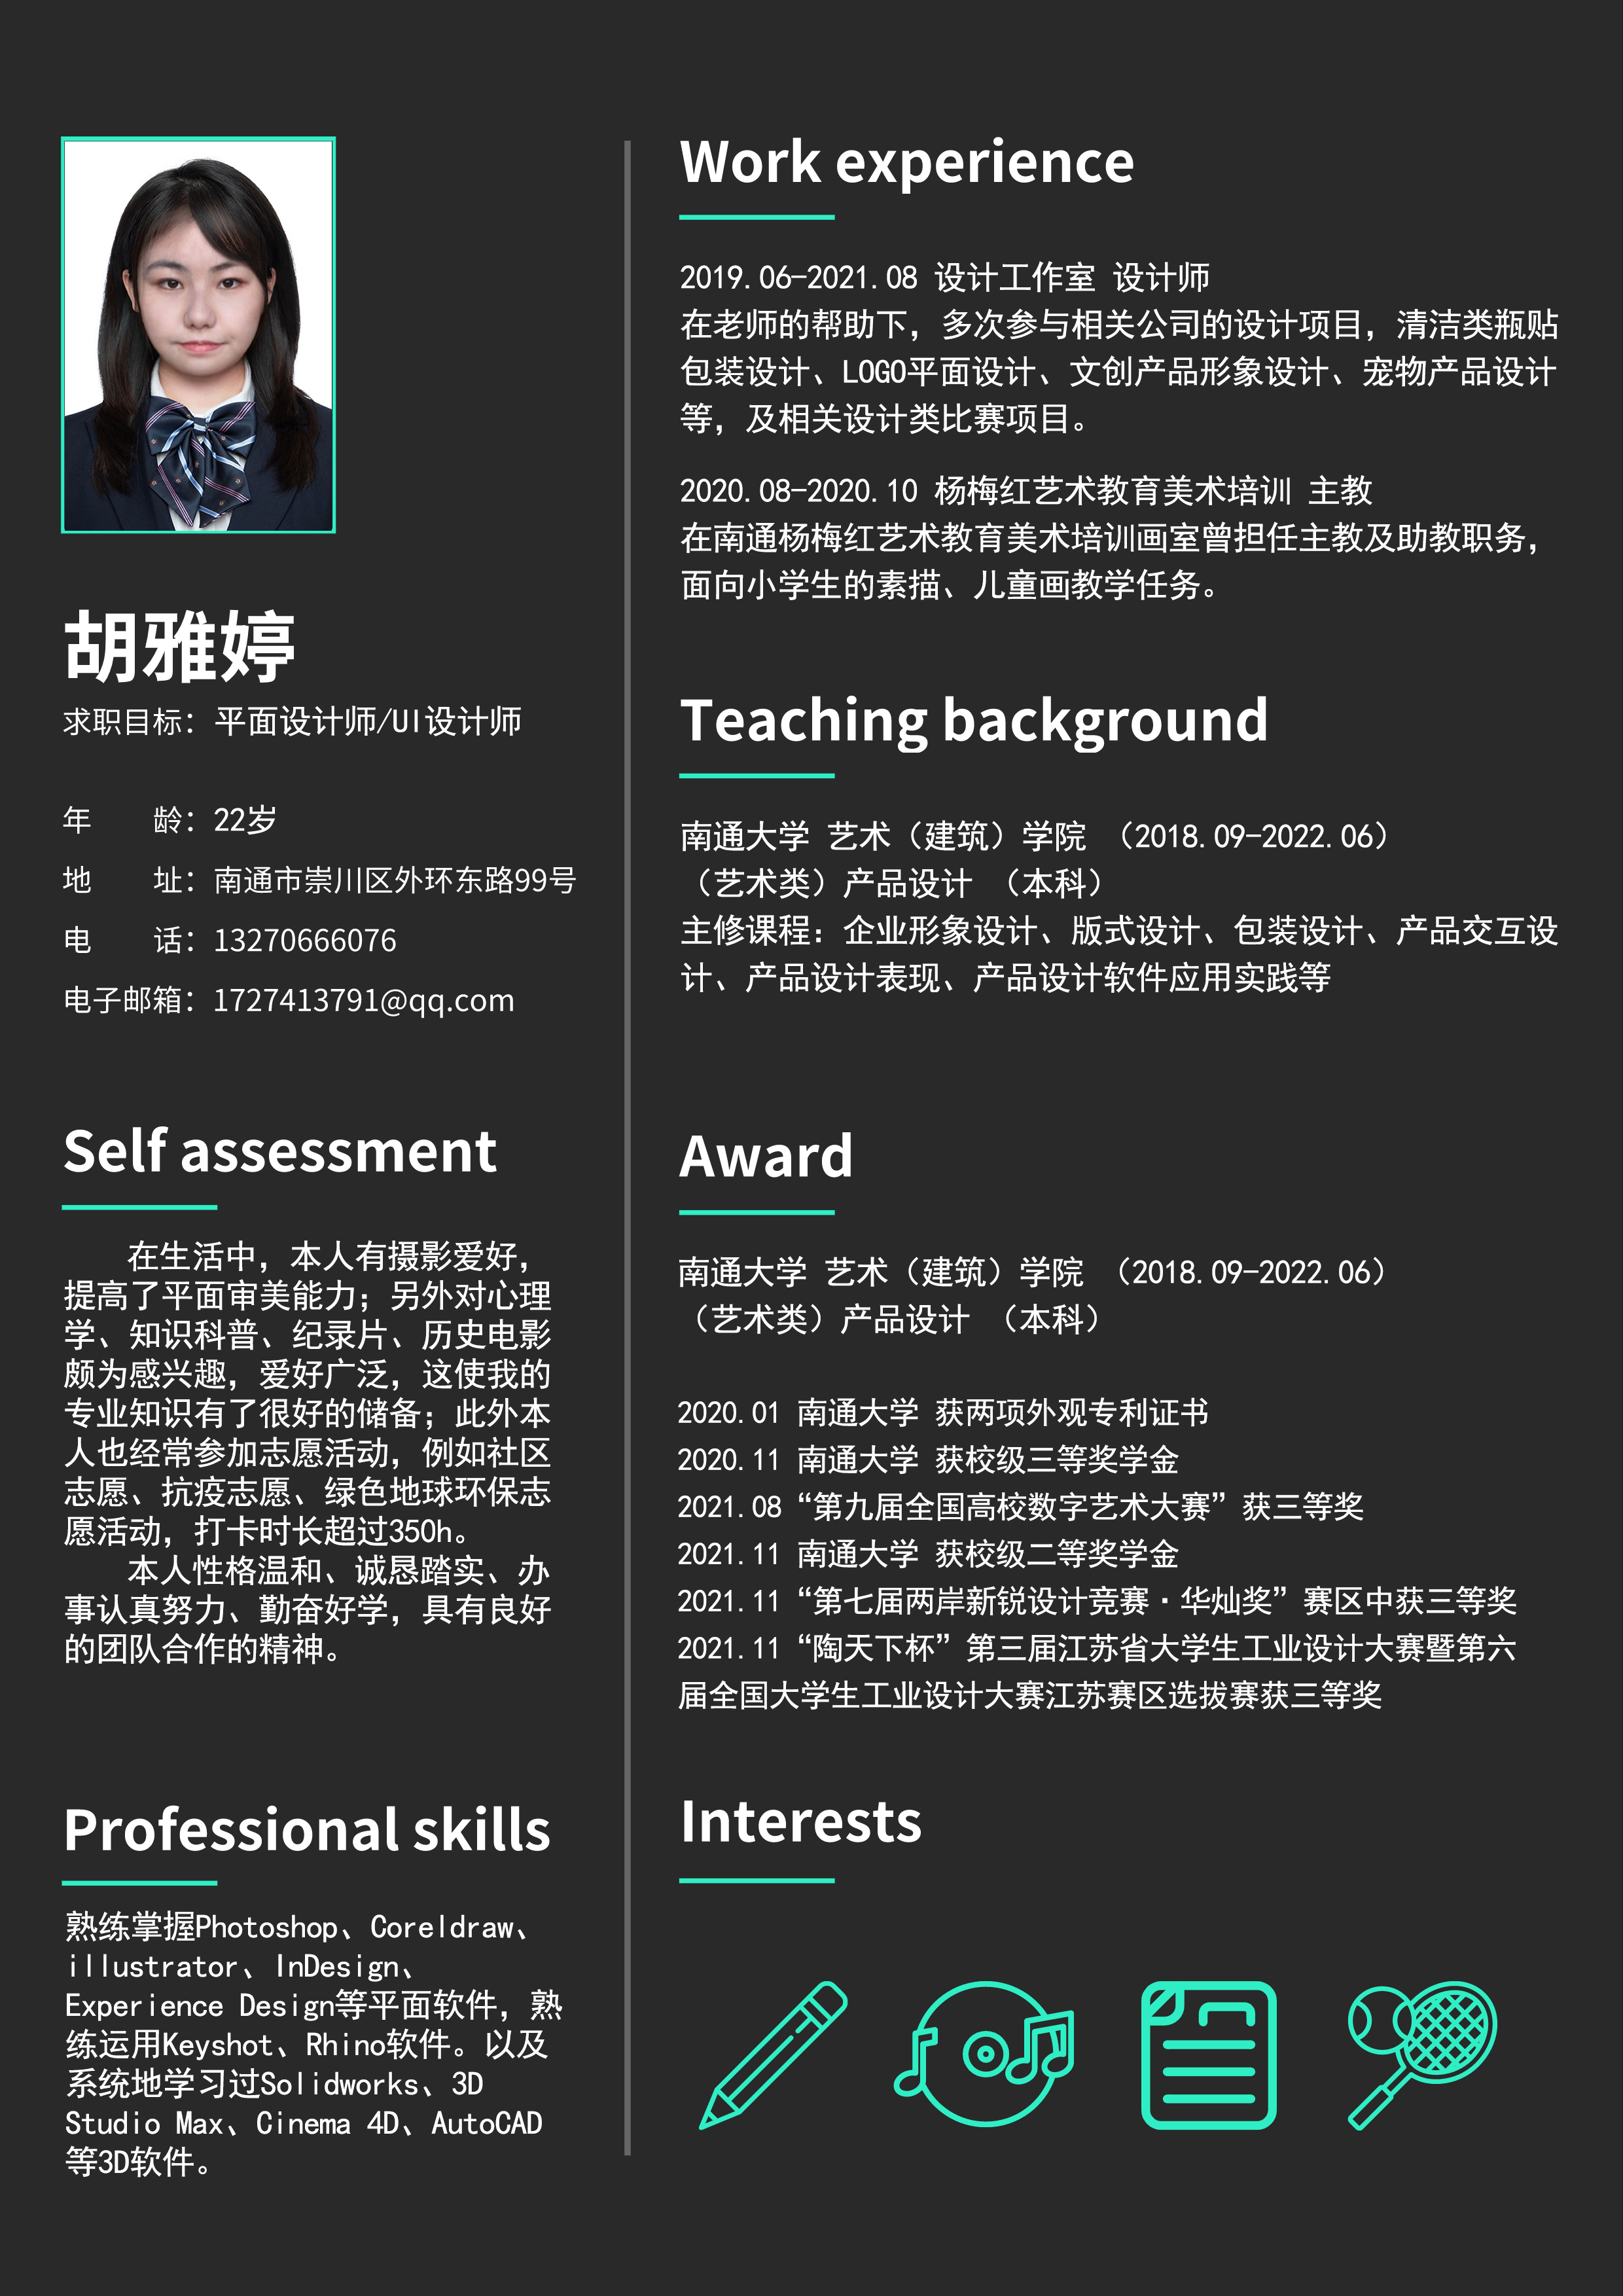 胡雅婷
求职目标：平面设计师/UI设计师
年 龄：22岁
地 址：南通市崇川区外环东路99号
电 话：13270666076
电子邮箱：1727413791@qq.com
Self assessment
在生活中，本人有摄影爱好，
提高了平面审美能力；另外对心理
学、知识科普、纪录片、历史电影
颇为感兴趣，爱好广泛，这使我的
专业知识有了很好的储备；此外本
人也经常参加志愿活动，例如社区
志愿、抗疫志愿、绿色地球环保志
愿活动，打卡时长超过350h。
本人性格温和、诚恳踏实、办
事认真努力、勤奋好学，具有良好
的团队合作的精神。
Professional skills
熟练掌握Photoshop、Coreldraw、
illustrator、InDesign、
Experience Design等平面软件，熟
练运用Keyshot、Rhino软件。以及
系统地学习过Solidworks、3D
Studio Max、Cinema 4D、AutoCAD
等3D软件。
Work experience
2019.06-2021.08 设计工作室 设计师
在老师的帮助下，多次参与相关公司的设计项目，清洁类瓶贴
包装设计、LOGO平面设计、文创产品形象设计、宠物产品设计
等，及相关设计类比赛项目。
2020.08-2020.10 杨梅红艺术教育美术培训 主教
在南通杨梅红艺术教育美术培训画室曾担任主教及助教职务，
面向小学生的素描、儿童画教学任务。
Teaching background
南通大学 艺术（建筑）学院 （2018.09-2022.06）
（艺术类）产品设计 （本科）
主修课程：企业形象设计、版式设计、包装设计、产品交互设
计、产品设计表现、产品设计软件应用实践等
Award
南通大学 艺术（建筑）学院 （2018.09-2022.06）
（艺术类）产品设计 （本科）
2020.01 南通大学 获两项外观专利证书
2020.11 南通大学 获校级三等奖学金
2021.08 “第九届全国高校数字艺术大赛”获三等奖
2021.11 南通大学 获校级二等奖学金
2021.11 “第七届两岸新锐设计竞赛·华灿奖”赛区中获三等奖
2021.11 “陶天下杯”第三届江苏省大学生工业设计大赛暨第六
届全国大学生工业设计大赛江苏赛区选拔赛获三等奖
Interests